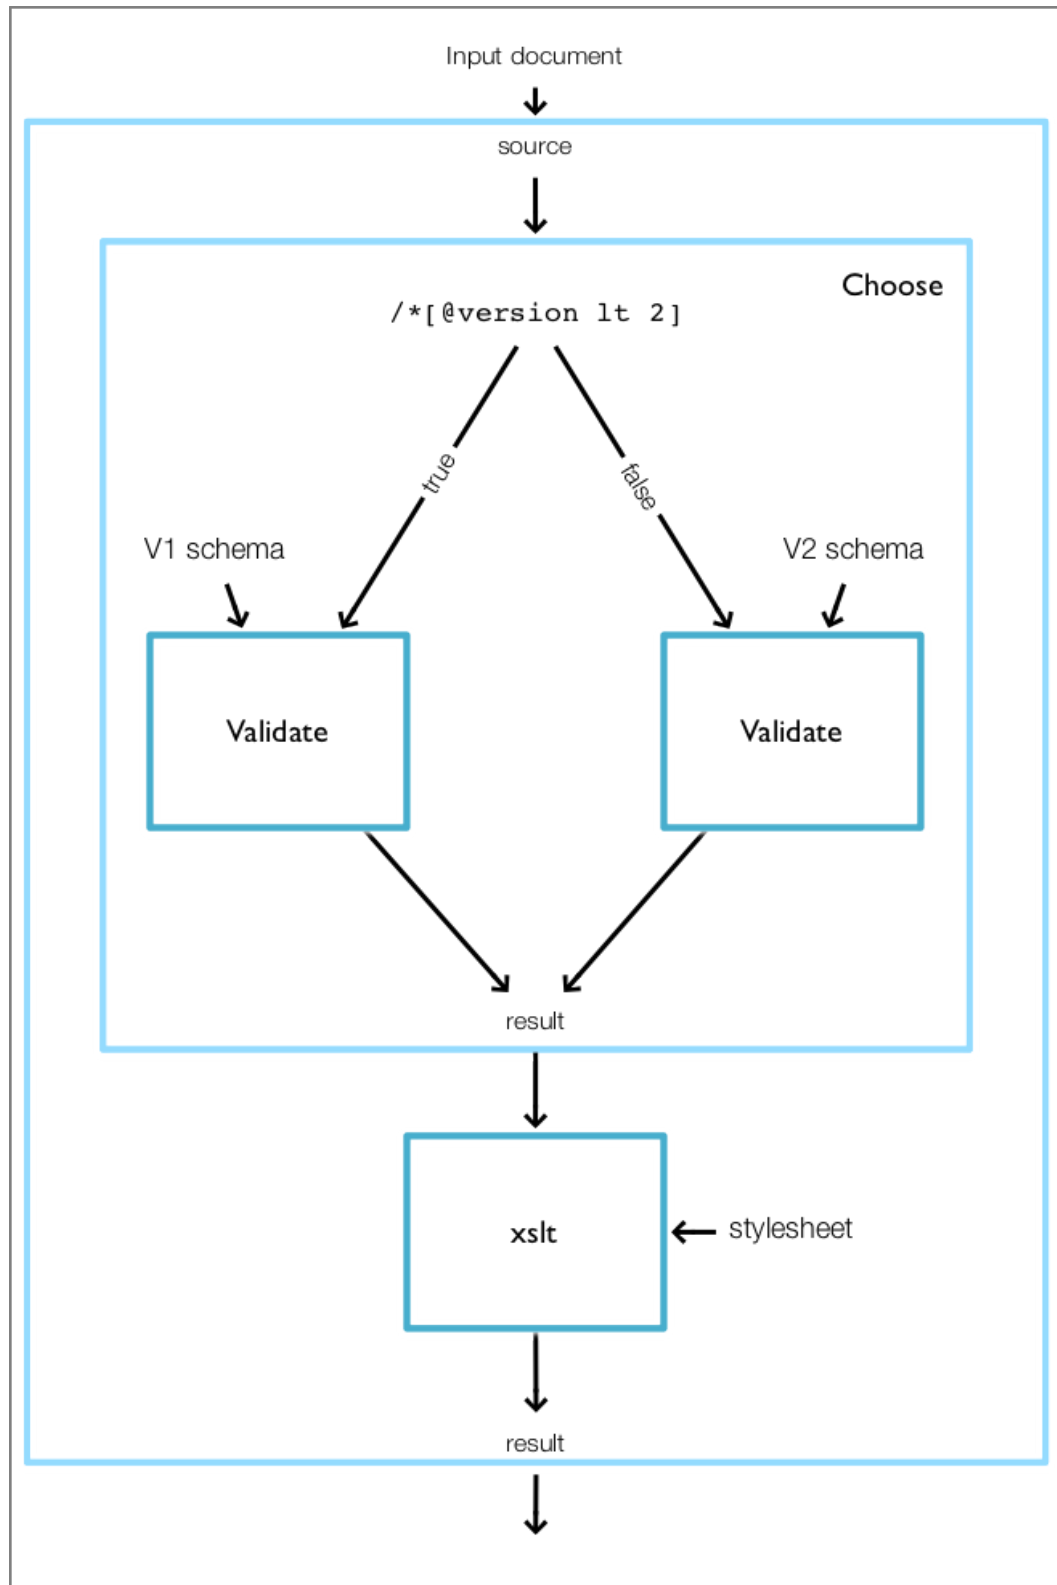 Input document
source
Choose
/*[@version lt 2]
true
false
V1 schema
V2 schema
Validate
Validate
result
xslt
stylesheet
result